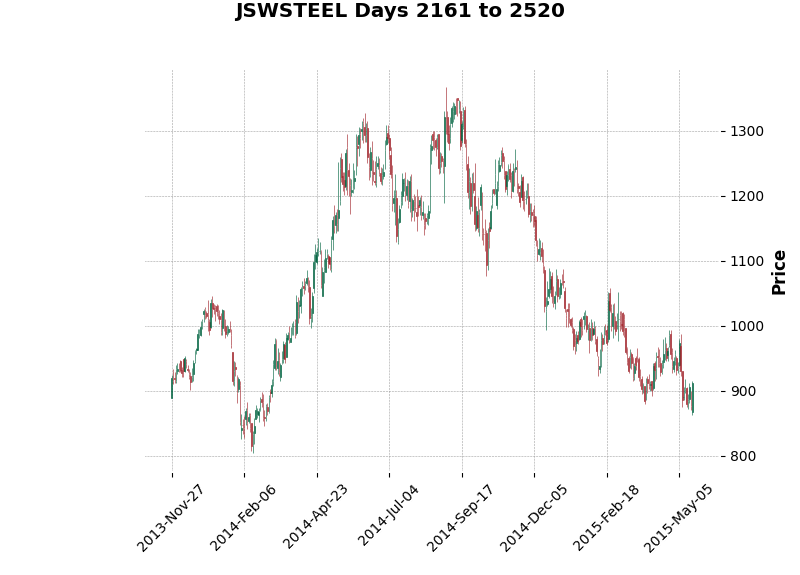 JSWSTEEL Days 2161 to 2520
1300
1200
1100
1000
900
800
Price
2013-Nov-27
2014-Feb-06
2014-Apr-23
2014-Jul-04
2014-Sep-17
2014-Dec-05
2015-Feb-18
2015-May-05